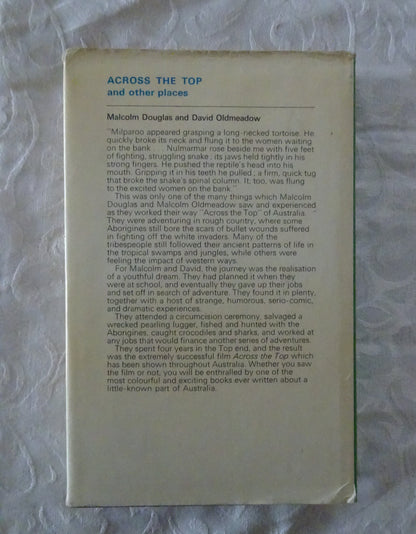 ACROSS THE TOP
and other places
Malcolm Douglas and David Oldmeadow
"Milparoo appeared grasping a long-necked tortoise. He
quickly broke its neck and flung it to the women waiting
on the bank . . . Nulmarmar rose beside me with five feet
of fighting, struggling snake; its jaws held tightly in his
strong fingers. He pushed the reptile's head into his
mouth. Gripping it in his teeth he pulled; a firm, quick tug
that broke the snake's spinal column. It, too, was flung
to the excited women on the bank."
This was only one of the many things which Malcolm
Douglas and Malcolm Oldmeadow saw and experienced
as they worked their way "Across the Top" of Australia.
They were adventuring in rough country, where some
Aborigines still bore the scars of bullet wounds suffered
in fighting off the white invaders. Many of the
tribespeople still followed their ancient patterns of life in
the tropical swamps and jungles, while others were
feeling the impact of western ways.
For Malcolm and David, the journey was the realisation
of a youthful dream. They had planned it when they
were at school, and eventually they gave up their jobs
and set off in search of adventure. They found it in plenty,
together with a host of strange, humorous, serio-comic,
and dramatic experiences.
They attended a circumcision ceremony, salvaged a
wrecked pearling lugger, fished and hunted with the
Aborigines, caught crocodiles and sharks, and worked at
any jobs that would finance another series of adventures.
They spent four years in the Top end, and the result
was the extremely successful film Across the Top which
has been shown throughout Australia. Whether you saw
the film or not, you will be enthralled by one of the
most colourful and exciting books ever written about a
little-known part of Australia.